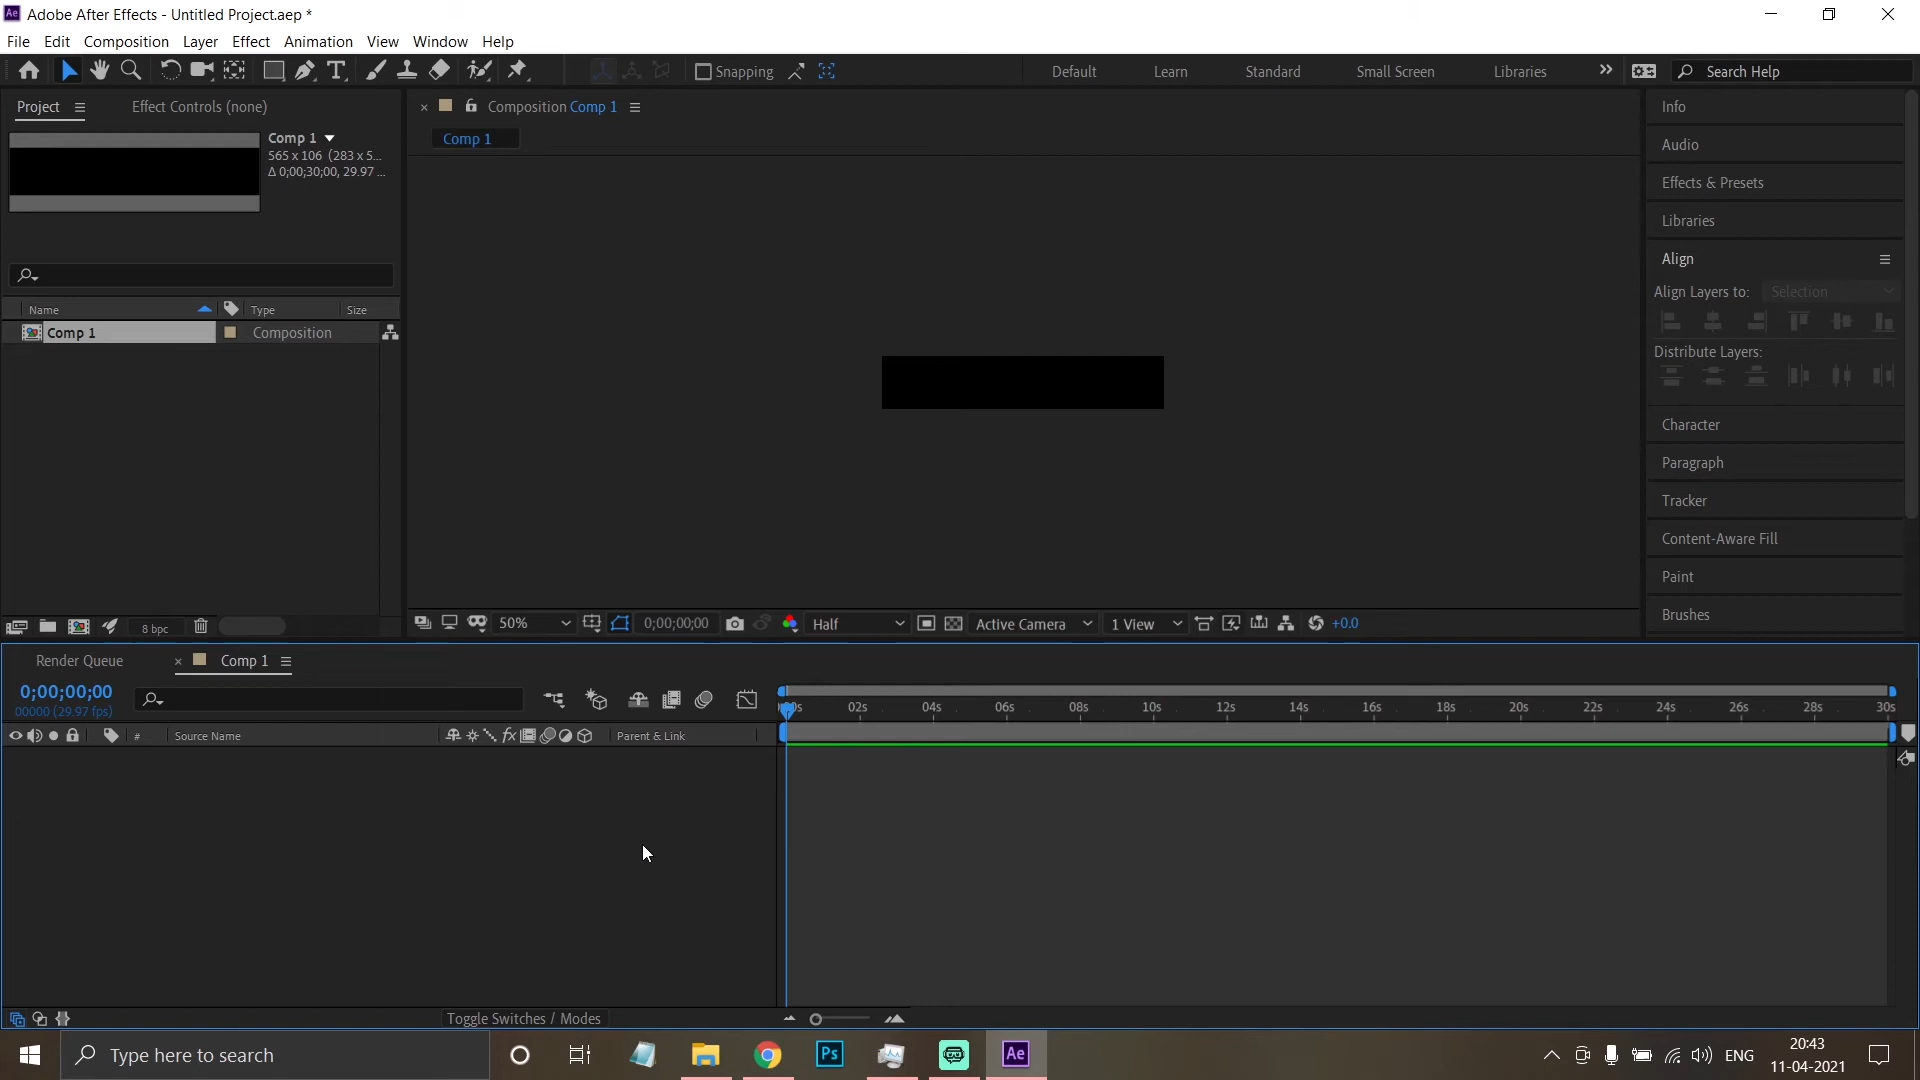 Ae Adobe After Effects - Untitled Project.aep *
File Edit Composition Layer Effect Animation View Window Help
Snapping Default Learn Standard Small Screen Libraries Search Help
Project Effect Controls (none)
Comp 1
565 x 106 (283 x 5...
Δ 0;00;30;00, 29.97 ...
Name Type Size
Comp 1 Composition
8 bpc
Composition Comp 1
Comp 1
50% 0;00;00;00 Half Active Camera 1 View +0.0
Info
Audio
Effects & Presets
Libraries
Align
Align Layers to: Selection
Distribute Layers:
Character
Paragraph
Tracker
Content-Aware Fill
Paint
Brushes
Render Queue Comp 1
0;00;00;00
00000 (29.97 fps)
02s 04s 06s 08s 10s 12s 14s 16s 18s 20s 22s 24s 26s 28s 30s
# Source Name fx Parent & Link
Toggle Switches / Modes
Type here to search Ps Ae ENG
20:43
11-04-2021